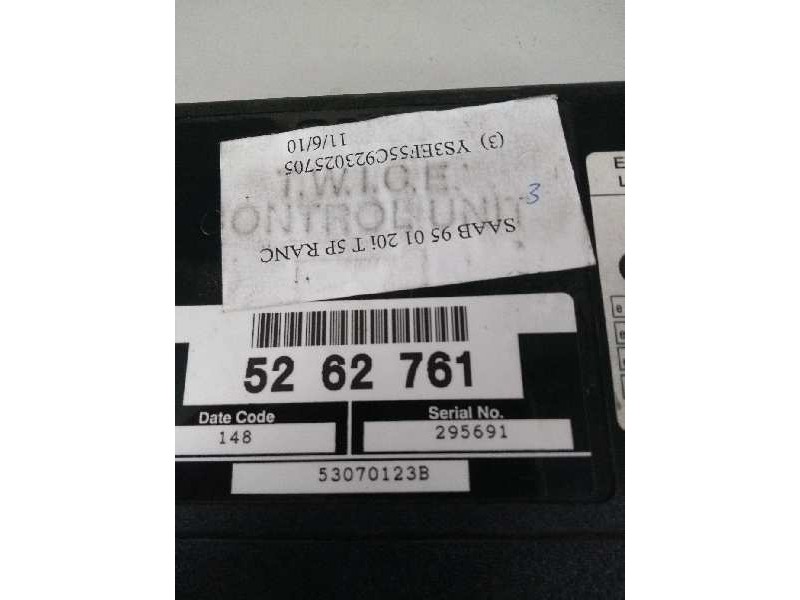 SAAB 95 01 20i T 5P RANC
(3) YS3EF55C923025705
11/6/10
3
T.W.I.C.E.
CONTROL UNIT
52 62 761
Date Code
148
Serial No.
295691
53070123B
E
L
e
e